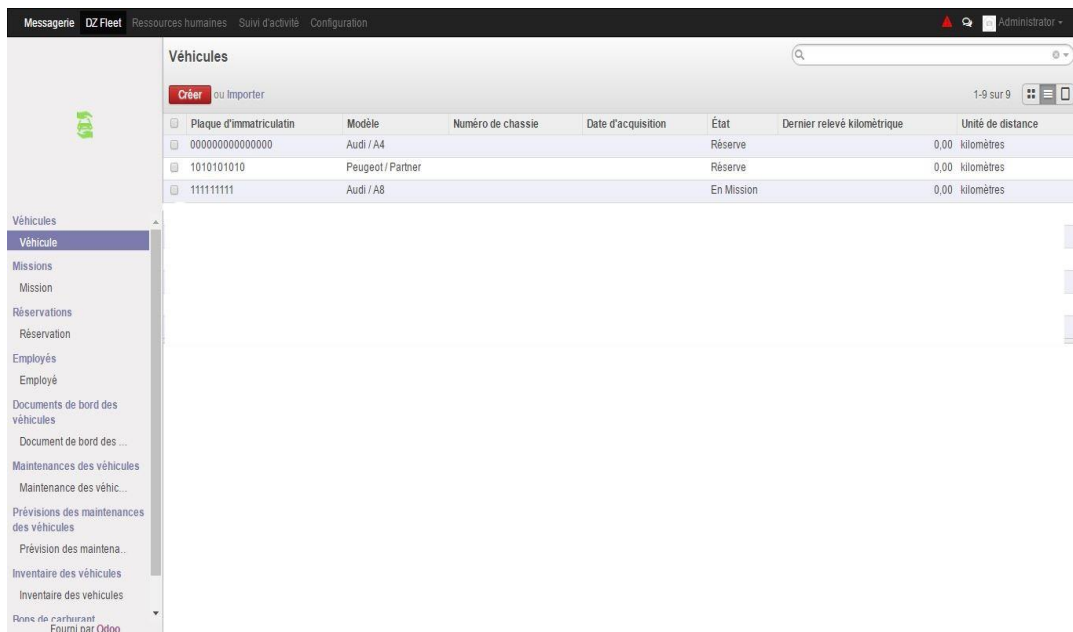 Messagerie DZ Fleet Ressources humaines Suivi d'activité Configuration Administrator
Véhicules
Créer ou Importer 1-9 sur 9
Plaque d'immatriculatin Modèle Numéro de chassie Date d'acquisition État Dernier relevé kilomètrique Unité de distance
000000000000000 Audi / A4 Réserve 0,00 kilomètres
1010101010 Peugeot / Partner Réserve 0,00 kilomètres
111111111 Audi / A8 En Mission 0,00 kilomètres
Véhicules
Véhicule
Missions
Mission
Réservations
Réservation
Employés
Employé
Documents de bord des
véhicules
Document de bord des ...
Maintenances des véhicules
Maintenance des véhic...
Prévisions des maintenances
des véhicules
Prévision des maintena..
Inventaire des véhicules
Inventaire des vehicules
Bons de carburant
Fourni par Odoo